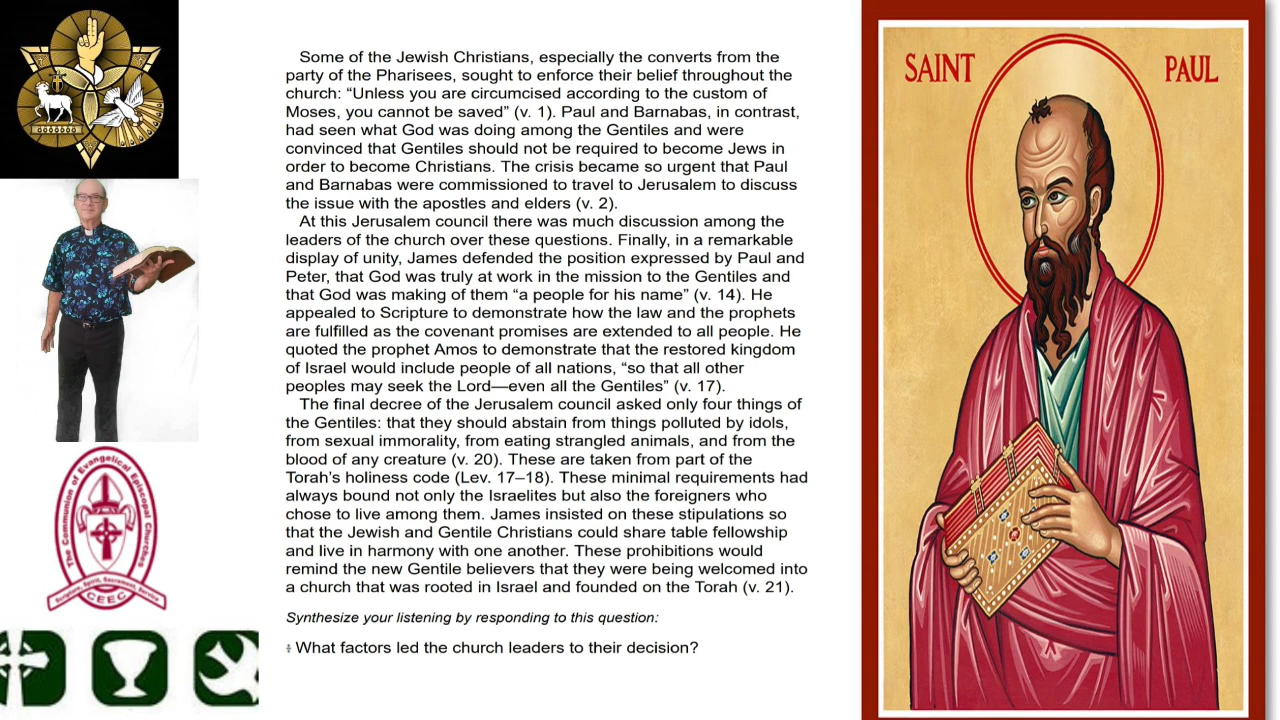 Some of the Jewish Christians, especially the converts from the
party of the Pharisees, sought to enforce their belief throughout the
church: “Unless you are circumcised according to the custom of
Moses, you cannot be saved” (v. 1). Paul and Barnabas, in contrast,
had seen what God was doing among the Gentiles and were
convinced that Gentiles should not be required to become Jews in
order to become Christians. The crisis became so urgent that Paul
and Barnabas were commissioned to travel to Jerusalem to discuss
the issue with the apostles and elders (v. 2).
At this Jerusalem council there was much discussion among the
leaders of the church over these questions. Finally, in a remarkable
display of unity, James defended the position expressed by Paul and
Peter, that God was truly at work in the mission to the Gentiles and
that God was making of them “a people for his name” (v. 14). He
appealed to Scripture to demonstrate how the law and the prophets
are fulfilled as the covenant promises are extended to all people. He
quoted the prophet Amos to demonstrate that the restored kingdom
of Israel would include people of all nations, “so that all other
peoples may seek the Lord—even all the Gentiles” (v. 17).
The final decree of the Jerusalem council asked only four things of
the Gentiles: that they should abstain from things polluted by idols,
from sexual immorality, from eating strangled animals, and from the
blood of any creature (v. 20). These are taken from part of the
Torah’s holiness code (Lev. 17–18). These minimal requirements had
always bound not only the Israelites but also the foreigners who
chose to live among them. James insisted on these stipulations so
that the Jewish and Gentile Christians could share table fellowship
and live in harmony with one another. These prohibitions would
remind the new Gentile believers that they were being welcomed into
a church that was rooted in Israel and founded on the Torah (v. 21).
Synthesize your listening by responding to this question:
What factors led the church leaders to their decision?
SAINT PAUL
The Communion of Evangelical Episcopal Churches
Scripture, Spirit, Sacrament, Service
CEEC